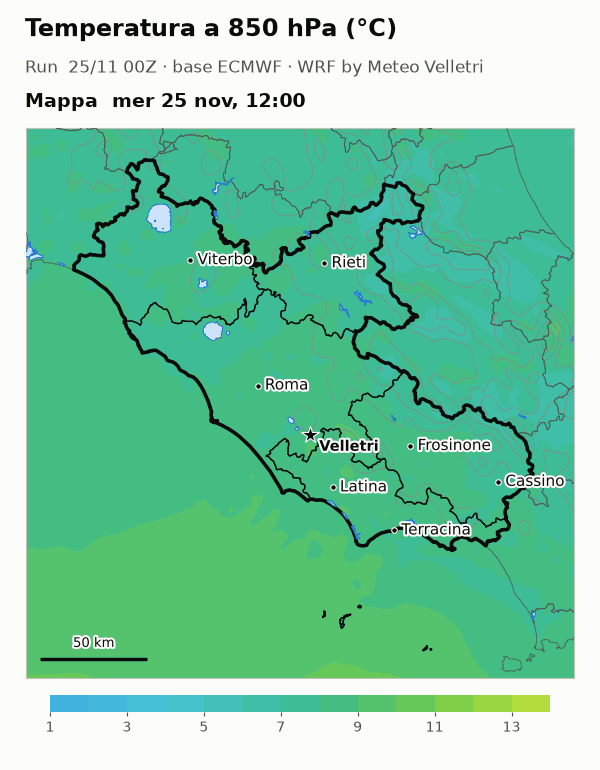 Temperatura a 850 hPa (°C)
Run  25/11 00Z · base ECMWF · WRF by Meteo Velletri
Mappa  mer 25 nov, 12:00
Viterbo
Rieti
Roma
Velletri
Frosinone
Cassino
Latina
Terracina
50 km
1 3 5 7 9 11 13